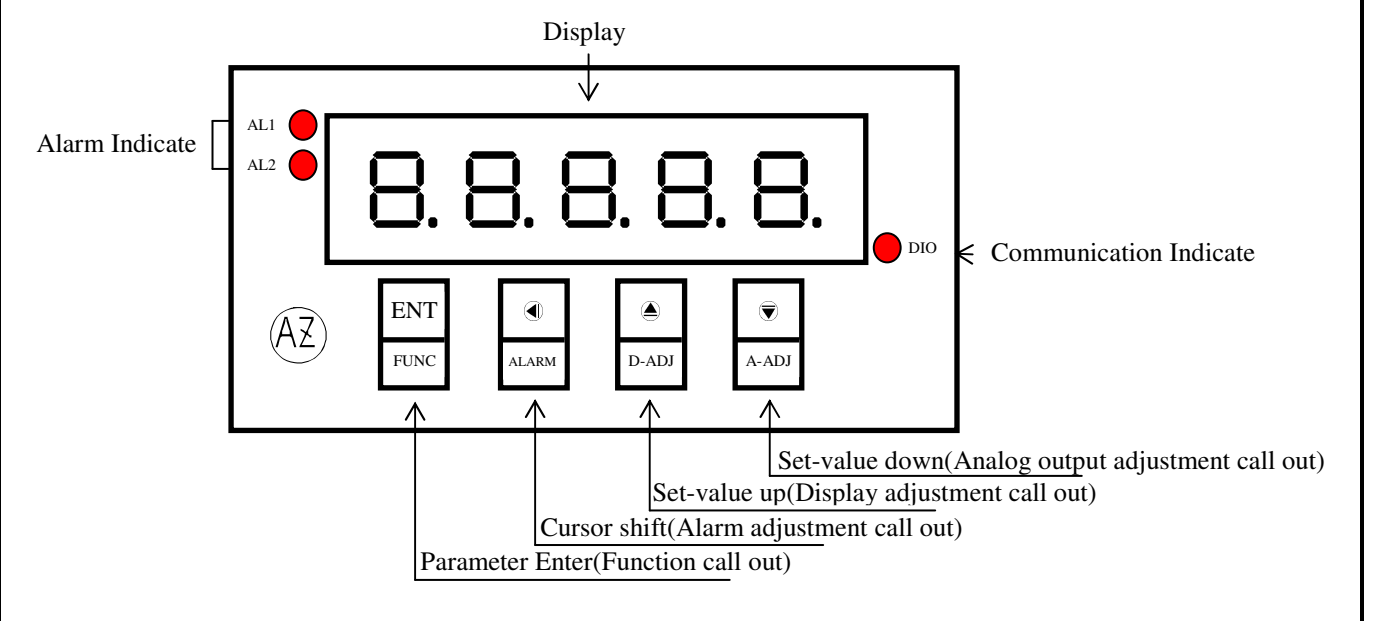 Display
AL1
Alarm Indicate
AL2
8.8.8.8.8.
DIO
Communication Indicate
ENT
AZ
FUNC
ALARM
D-ADJ
A-ADJ
Set-value down(Analog output adjustment call out)
Set-value up(Display adjustment call out)
Cursor shift(Alarm adjustment call out)
Parameter Enter(Function call out)